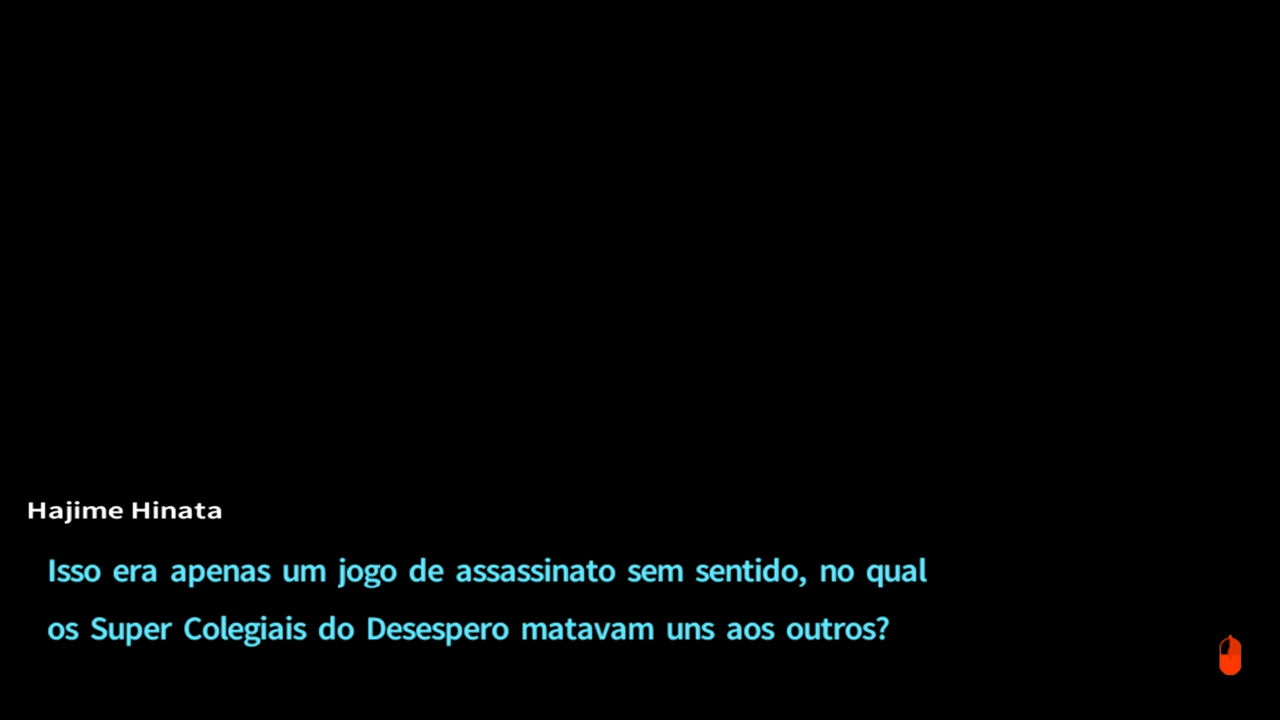 Hajime Hinata
Isso era apenas um jogo de assassinato sem sentido, no qual
os Super Colegiais do Desespero matavam uns aos outros?